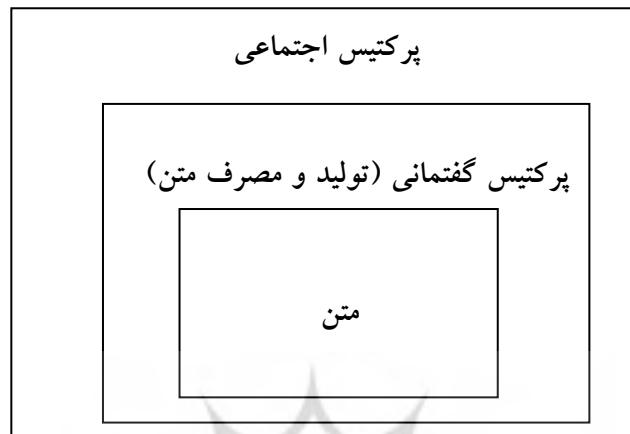 پرکتیس اجتماعی
پرکتیس گفتمانی (تولید و مصرف متن)
متن